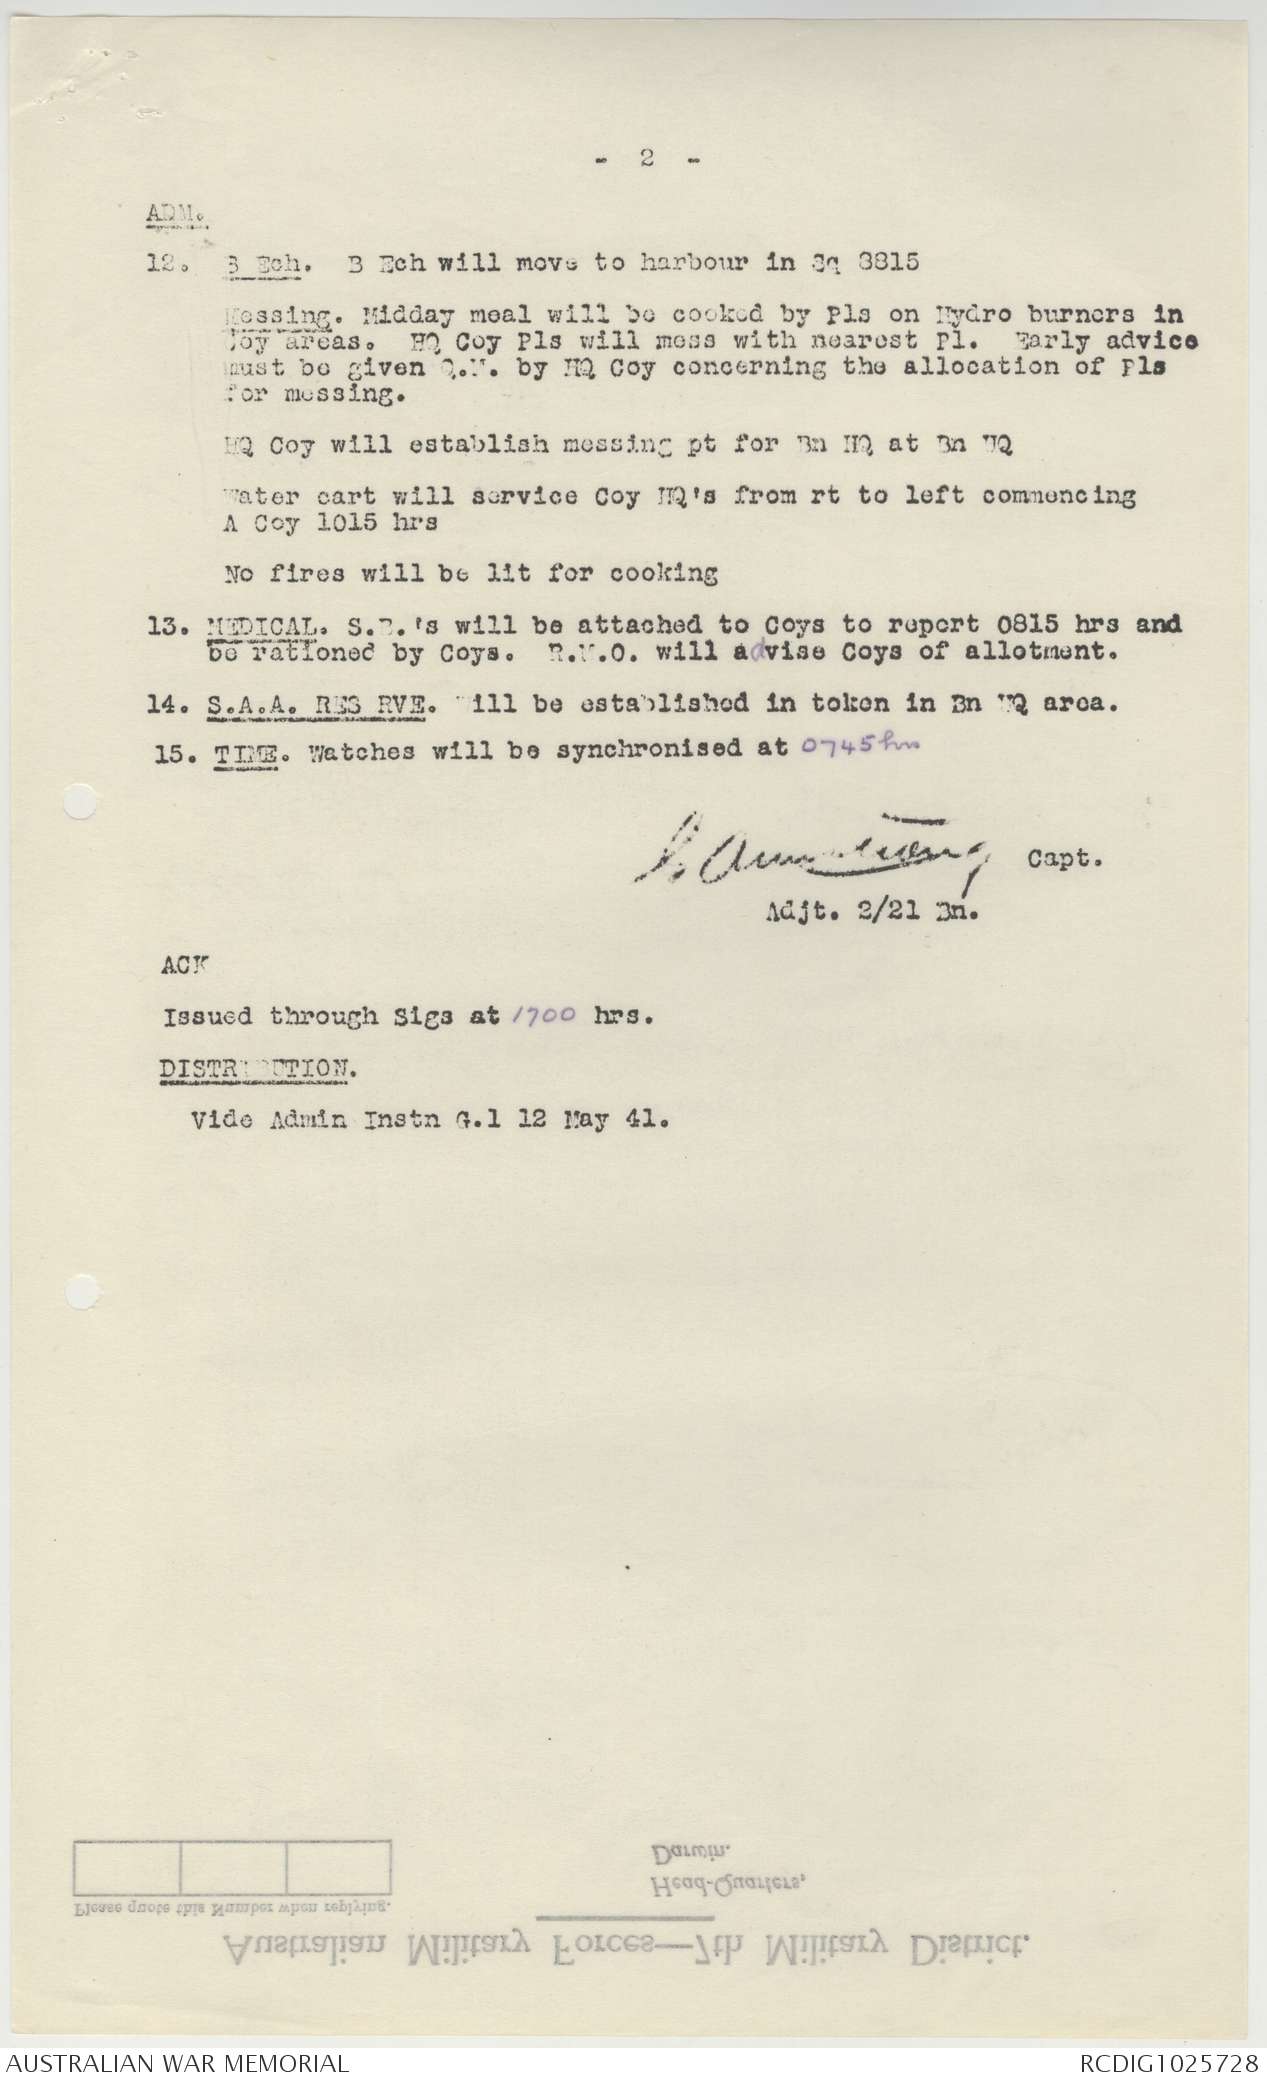 - 2 -
ADM.
12. B Ech. B Ech will move to harbour in Sq 8815
Messing. Midday meal will be cooked by Pls on Hydro burners in
Coy areas. HQ Coy Pls will mess with nearest Pl. Early advice
must be given Q.M. by HQ Coy concerning the allocation of Pls
for messing.
HQ Coy will establish messing pt for Bn HQ at Bn HQ
Water cart will service Coy HQ's from rt to left commencing
A Coy 1015 hrs
No fires will be lit for cooking
13. MEDICAL. S.B.'s will be attached to Coys to report 0815 hrs and
be rationed by Coys. R.M.O. will advise Coys of allotment.
14. S.A.A. RES RVE. Will be established in token in Bn HQ area.
15. TIME. Watches will be synchronised at 0745 hrs
Armstrong Capt.
Adjt. 2/21 Bn.
ACK
Issued through Sigs at 1700 hrs.
DISTRIBUTION.
Vide Admin Instn G.1 12 May 41.
Darwin.
Head-Quarters,
Please quote this Number when replying.
Australian Military Forces—7th Military District.
AUSTRALIAN WAR MEMORIAL
RCDIG1025728